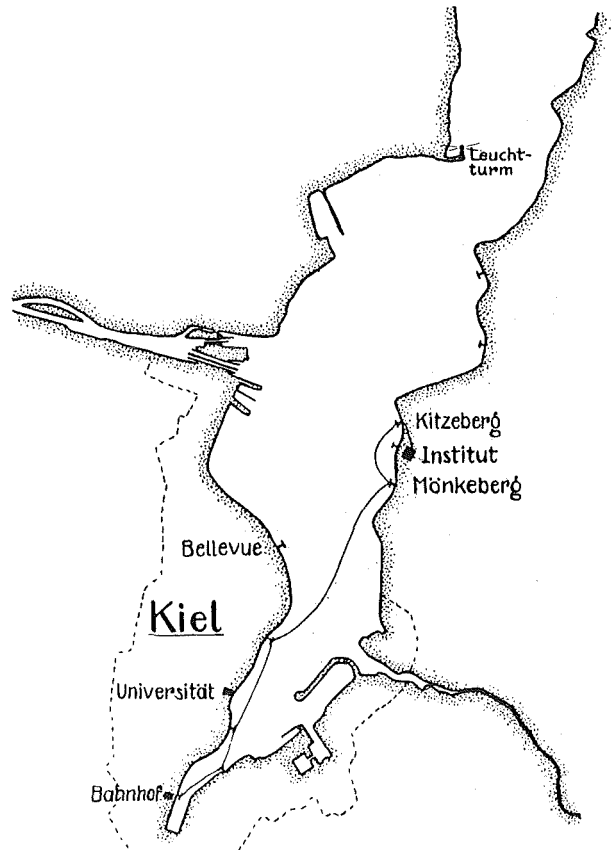 Leucht-
turm
Kitzeberg
Institut
Mönkeberg
Bellevue
Kiel
Universität
Bahnhof